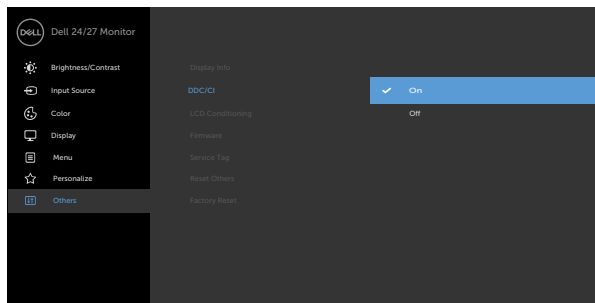 DELL
Dell 24/27 Monitor
Brightness/Contrast
Display Info
Input Source
DDC/CI
On
Color
LCD Conditioning
Off
Display
Firmware
Menu
Service Tag
Personalize
Reset Others
Others
Factory Reset